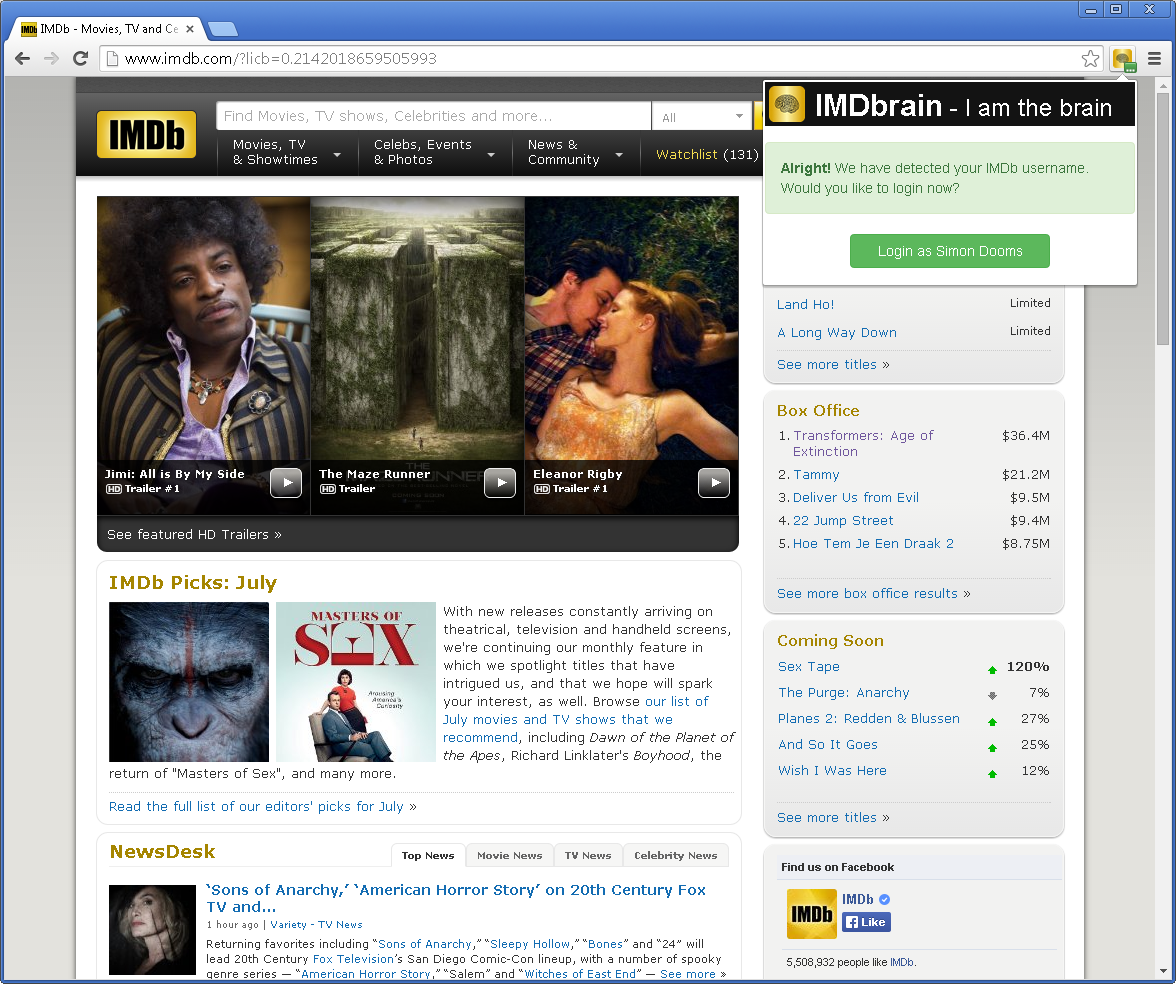 IMDb - Movies, TV and Ce
www.imdb.com/?licb=0.2142018659505993
IMDb
Find Movies, TV shows, Celebrities and more...
All
Movies, TV
& Showtimes
Celebs, Events
& Photos
News &
Community
Watchlist (131)
IMDbrain - I am the brain
Alright! We have detected your IMDb username.
Would you like to login now?
Login as Simon Dooms
Jimi: All is By My Side
HD Trailer #1
The Maze Runner
HD Trailer
Eleanor Rigby
HD Trailer #1
See featured HD Trailers »
Land Ho! Limited
A Long Way Down Limited
See more titles »
Box Office
1. Transformers: Age of $36.4M
Extinction
2. Tammy $21.2M
3. Deliver Us from Evil $9.5M
4. 22 Jump Street $9.4M
5. Hoe Tem Je Een Draak 2 $8.75M
See more box office results »
IMDb Picks: July
MASTERS OF
SEX
Arousing
America's
Curiosity
With new releases constantly arriving on
theatrical, television and handheld screens,
we're continuing our monthly feature in
which we spotlight titles that have
intrigued us, and that we hope will spark
your interest, as well. Browse our list of
July movies and TV shows that we
recommend, including Dawn of the Planet of
the Apes, Richard Linklater's Boyhood, the
return of "Masters of Sex", and many more.
Read the full list of our editors' picks for July »
Coming Soon
Sex Tape 120%
The Purge: Anarchy 7%
Planes 2: Redden & Blussen 27%
And So It Goes 25%
Wish I Was Here 12%
See more titles »
NewsDesk
Top News
Movie News
TV News
Celebrity News
‘Sons of Anarchy,’ ‘American Horror Story’ on 20th Century Fox
TV and...
1 hour ago | Variety - TV News
Returning favorites including “Sons of Anarchy,” “Sleepy Hollow,” “Bones” and “24” will
lead 20th Century Fox Television’s San Diego Comic-Con lineup, with a number of spooky
genre series — “American Horror Story,” “Salem” and “Witches of East End” — See more »
Find us on Facebook
IMDb
IMDb
Like
5,508,932 people like IMDb.